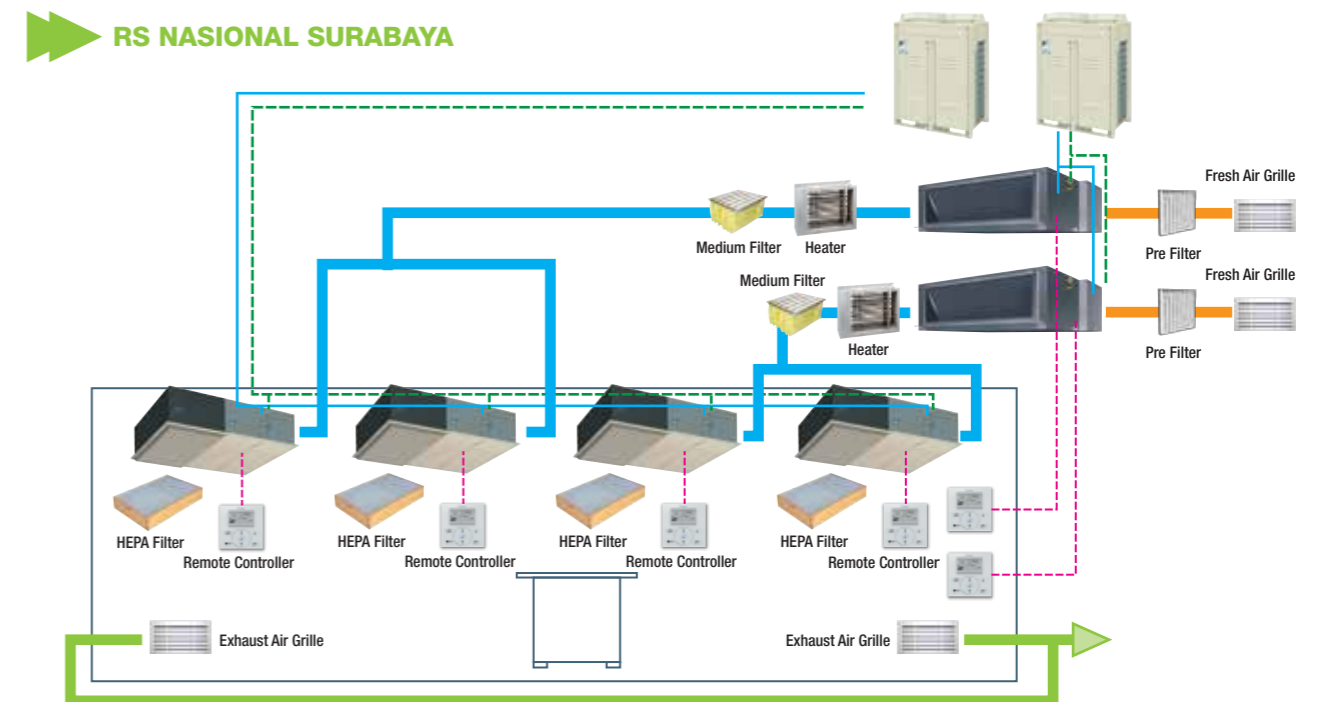 RS NASIONAL SURABAYA
Fresh Air Grille
Medium Filter
Heater
Pre Filter
Fresh Air Grille
Medium Filter
Heater
Pre Filter
HEPA Filter
Remote Controller
HEPA Filter
Remote Controller
HEPA Filter
Remote Controller
HEPA Filter
Remote Controller
Exhaust Air Grille
Exhaust Air Grille